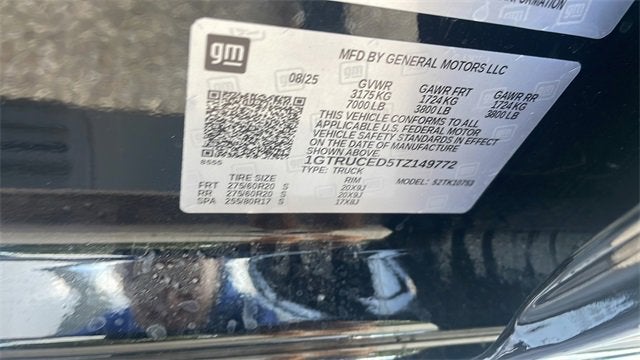 INFORMATION
gm
MFD BY GENERAL MOTORS LLC
08/25 GVWR GAWR FRT GAWR RR
3175 KG 1724 KG 1724 KG
7000 LB 3800 LB 3800 LB
THIS VEHICLE CONFORMS TO ALL
APPLICABLE U.S. FEDERAL MOTOR
VEHICLE SAFETY STANDARDS IN EFFECT
ON THE DATE OF MANUFACTURE
SHOWN ABOVE.
8555 1GTRUCED5TZ149772
TYPE: TRUCK MODEL: S2TK10753
TIRE SIZE RIM
FRT 275/60R20 S 20X9J
RR 275/60R20 S 20X9J
SPA 255/80R17 S 17X8J